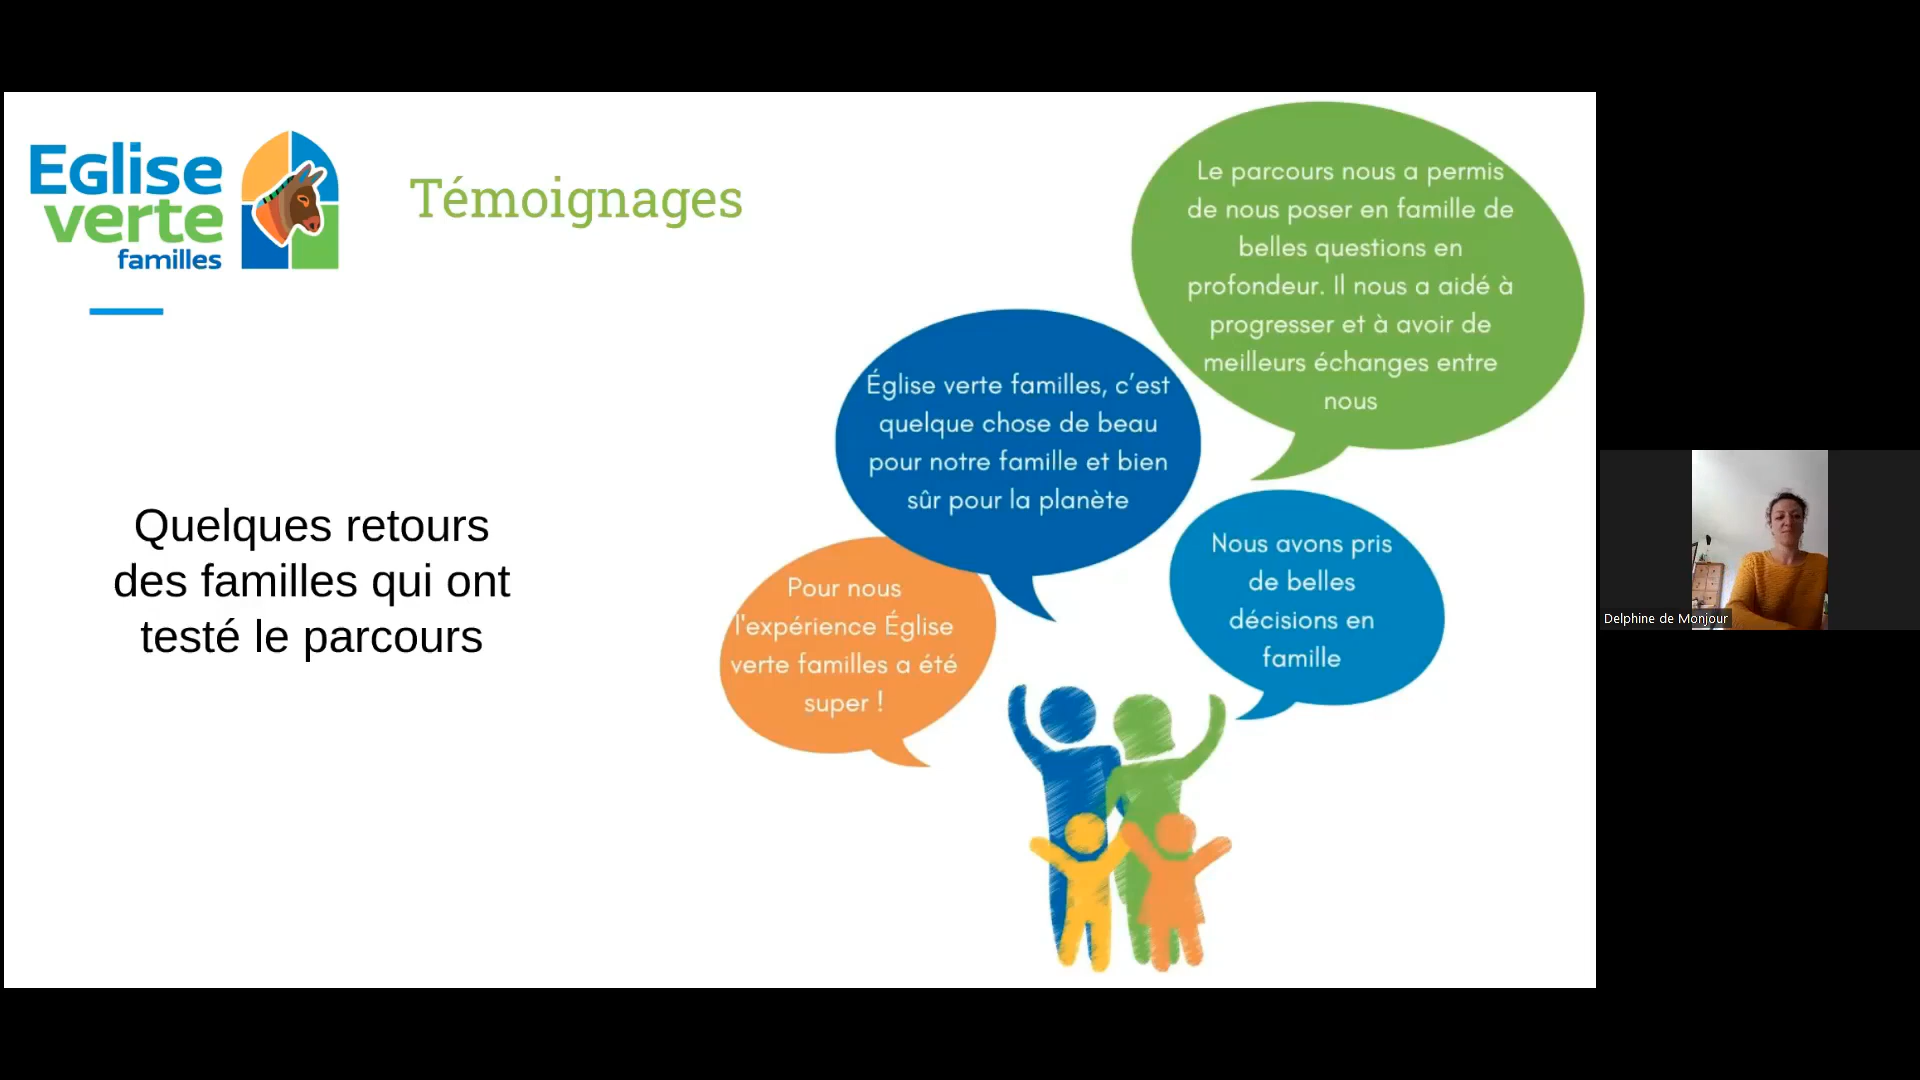 Eglise
verte
familles
Témoignages
Quelques retours
des familles qui ont
testé le parcours
Le parcours nous a permis
de nous poser en famille de
belles questions en
profondeur. Il nous a aidé à
progresser et à avoir de
meilleurs échanges entre
nous
Église verte familles, c’est
quelque chose de beau
pour notre famille et bien
sûr pour la planète
Nous avons pris
de belles
décisions en
famille
Pour nous
l'expérience Église
verte familles a été
super !
Delphine de Monjour